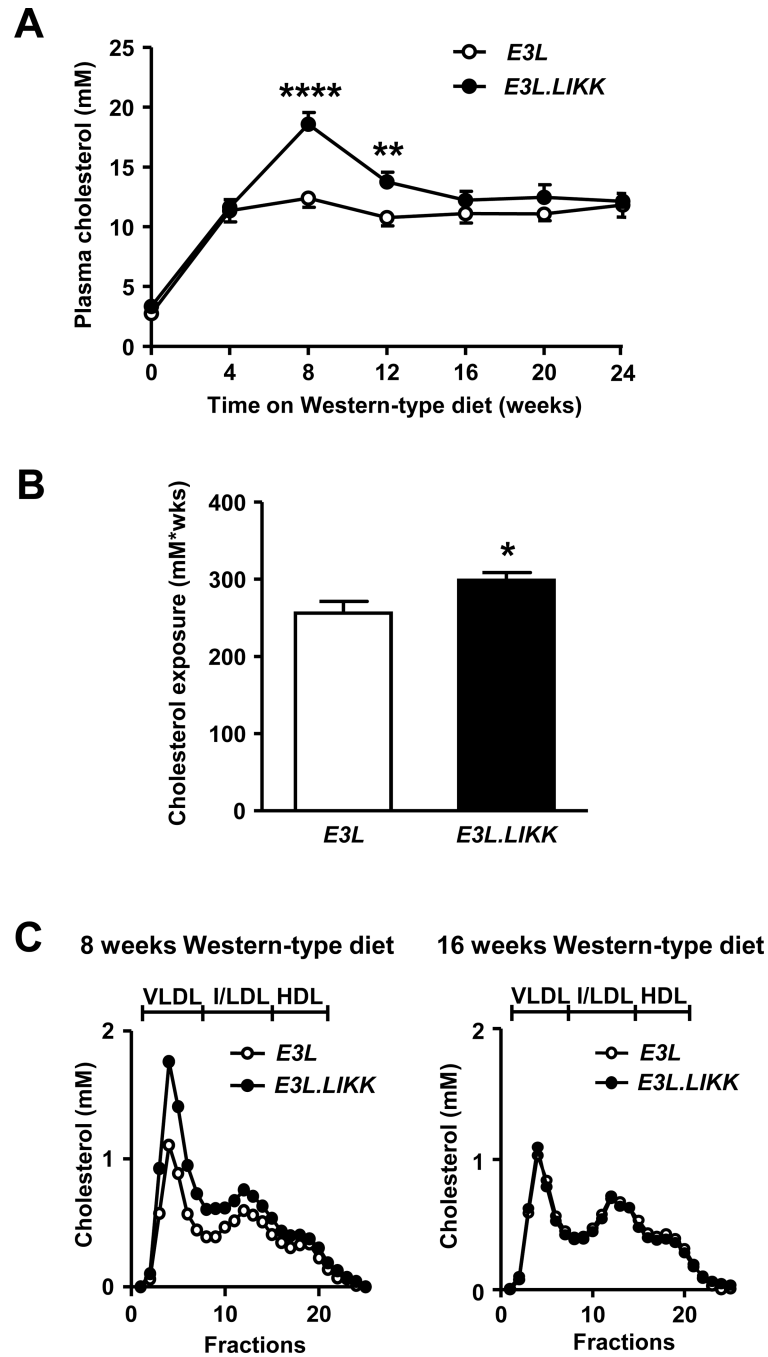 A
25
20
15
10
5
0
Plasma cholesterol (mM)
E3L
E3L.LIKK
****
**
0 4 8 12 16 20 24
Time on Western-type diet (weeks)
B
400
300
200
100
0
Cholesterol exposure (mM*wks)
*
E3L E3L.LIKK
C
8 weeks Western-type diet
VLDL I/LDL HDL
2
1
0
Cholesterol (mM)
E3L
E3L.LIKK
0 10 20
Fractions
16 weeks Western-type diet
VLDL I/LDL HDL
2
1
0
Cholesterol (mM)
E3L
E3L.LIKK
0 10 20
Fractions